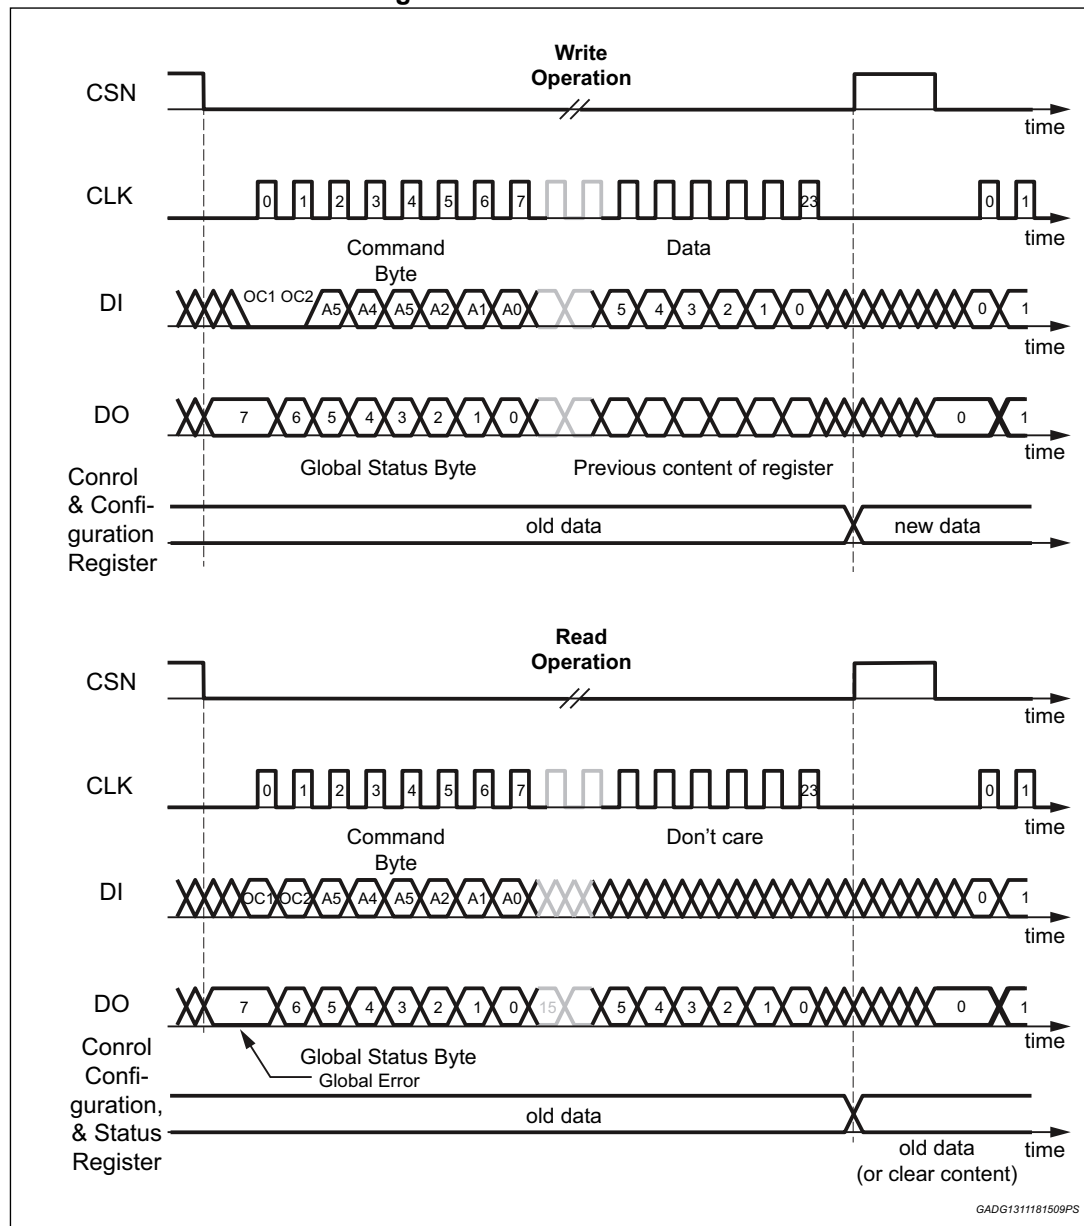 Write
Operation
CSN
time
CLK
0 1 2 3 4 5 6 7 23 0 1
time
Command
Byte
Data
DI
OC1 OC2 A5 A4 A5 A2 A1 A0 5 4 3 2 1 0 0 1
time
DO
7 6 5 4 3 2 1 0 0 1
time
Global Status Byte
Previous content of register
Conrol
& Confi-
guration
Register
old data
new data
Read
Operation
CSN
time
CLK
0 1 2 3 4 5 6 7 23 0 1
time
Command
Byte
Don't care
DI
OC1 OC2 A5 A4 A5 A2 A1 A0 0 1
time
DO
7 6 5 4 3 2 1 0 15 5 4 3 2 1 0 0 1
time
Global Status Byte
Global Error
Conrol
Confi-
guration,
& Status
Register
old data
old data
(or clear content)
time
GADG1311181509PS